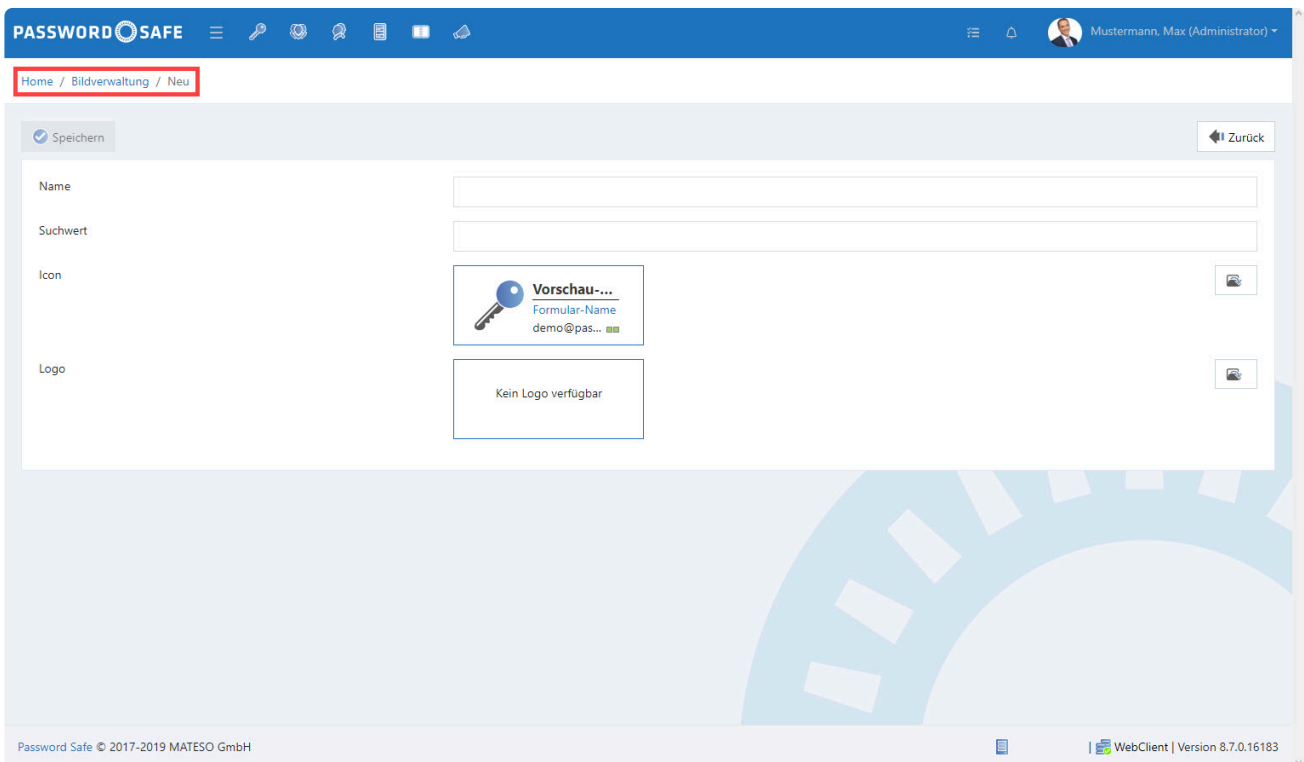 PASSWORD SAFE
Mustermann, Max (Administrator)
Home / Bildverwaltung / Neu
Speichern
Zurück
Name
Suchwert
Icon
Vorschau-...
Formular-Name
demo@pas...
Logo
Kein Logo verfügbar
Password Safe © 2017-2019 MATESO GmbH
| WebClient | Version 8.7.0.16183